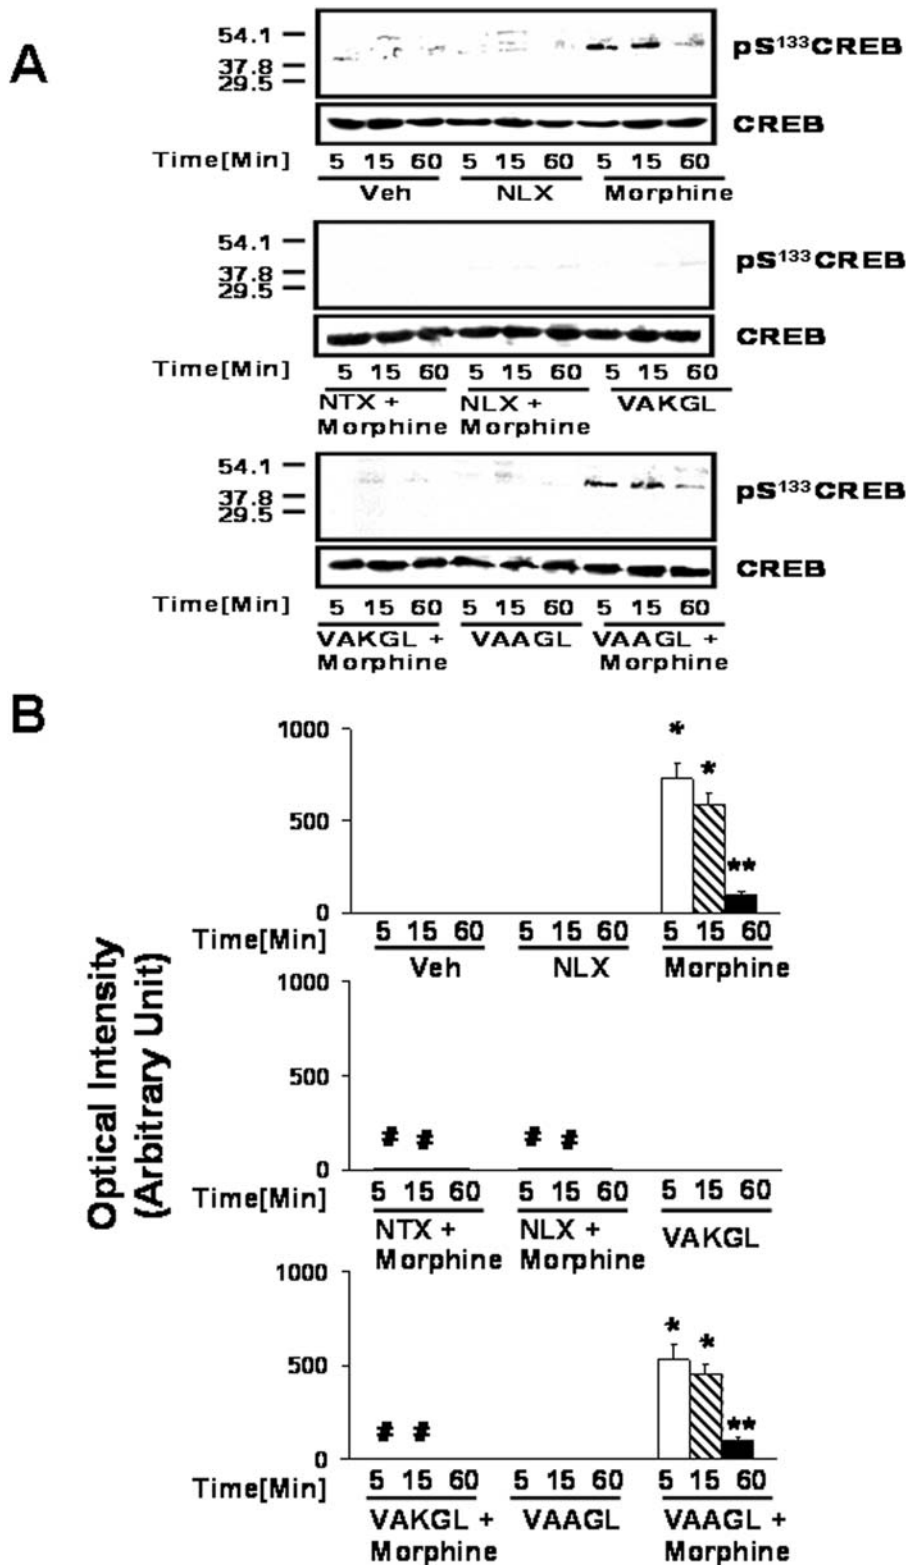 A
54.1
37.8
29.5
pS¹³³CREB
CREB
Time[Min] 5 15 60 5 15 60 5 15 60
Veh NLX Morphine
54.1
37.8
29.5
pS¹³³CREB
CREB
Time[Min] 5 15 60 5 15 60 5 15 60
NTX + NLX + VAKGL
Morphine Morphine
54.1
37.8
29.5
pS¹³³CREB
CREB
Time[Min] 5 15 60 5 15 60 5 15 60
VAKGL + VAAGL VAAGL +
Morphine Morphine
B
Optical Intensity
(Arbitrary Unit)
1000
* *
500
**
0
Time[Min] 5 15 60 5 15 60 5 15 60
Veh NLX Morphine
1000
500
# # # #
0
Time[Min] 5 15 60 5 15 60 5 15 60
NTX + NLX + VAKGL
Morphine Morphine
1000
* *
500
# # **
0
Time[Min] 5 15 60 5 15 60 5 15 60
VAKGL + VAAGL VAAGL +
Morphine Morphine